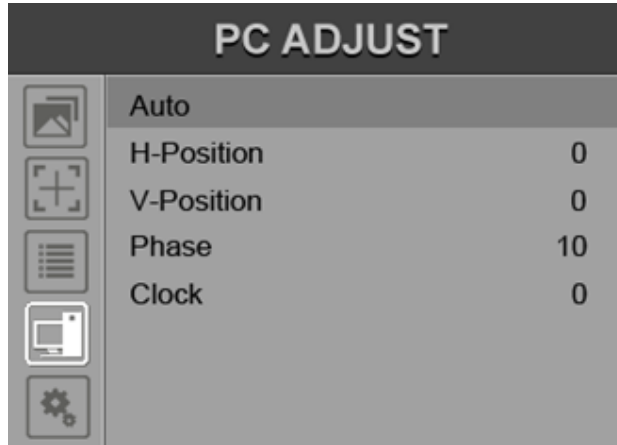 PC ADJUST
Auto
H-Position 0
V-Position 0
Phase 10
Clock 0